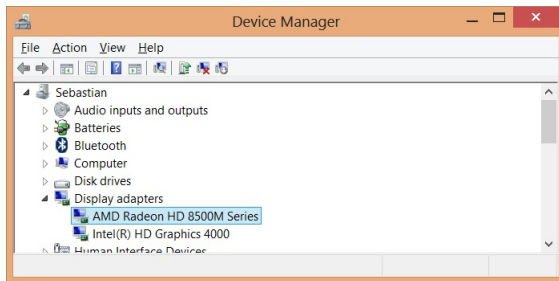 Device Manager
File Action View Help
Sebastian
Audio inputs and outputs
Batteries
Bluetooth
Computer
Disk drives
Display adapters
AMD Radeon HD 8500M Series
Intel(R) HD Graphics 4000
Human Interface Devices